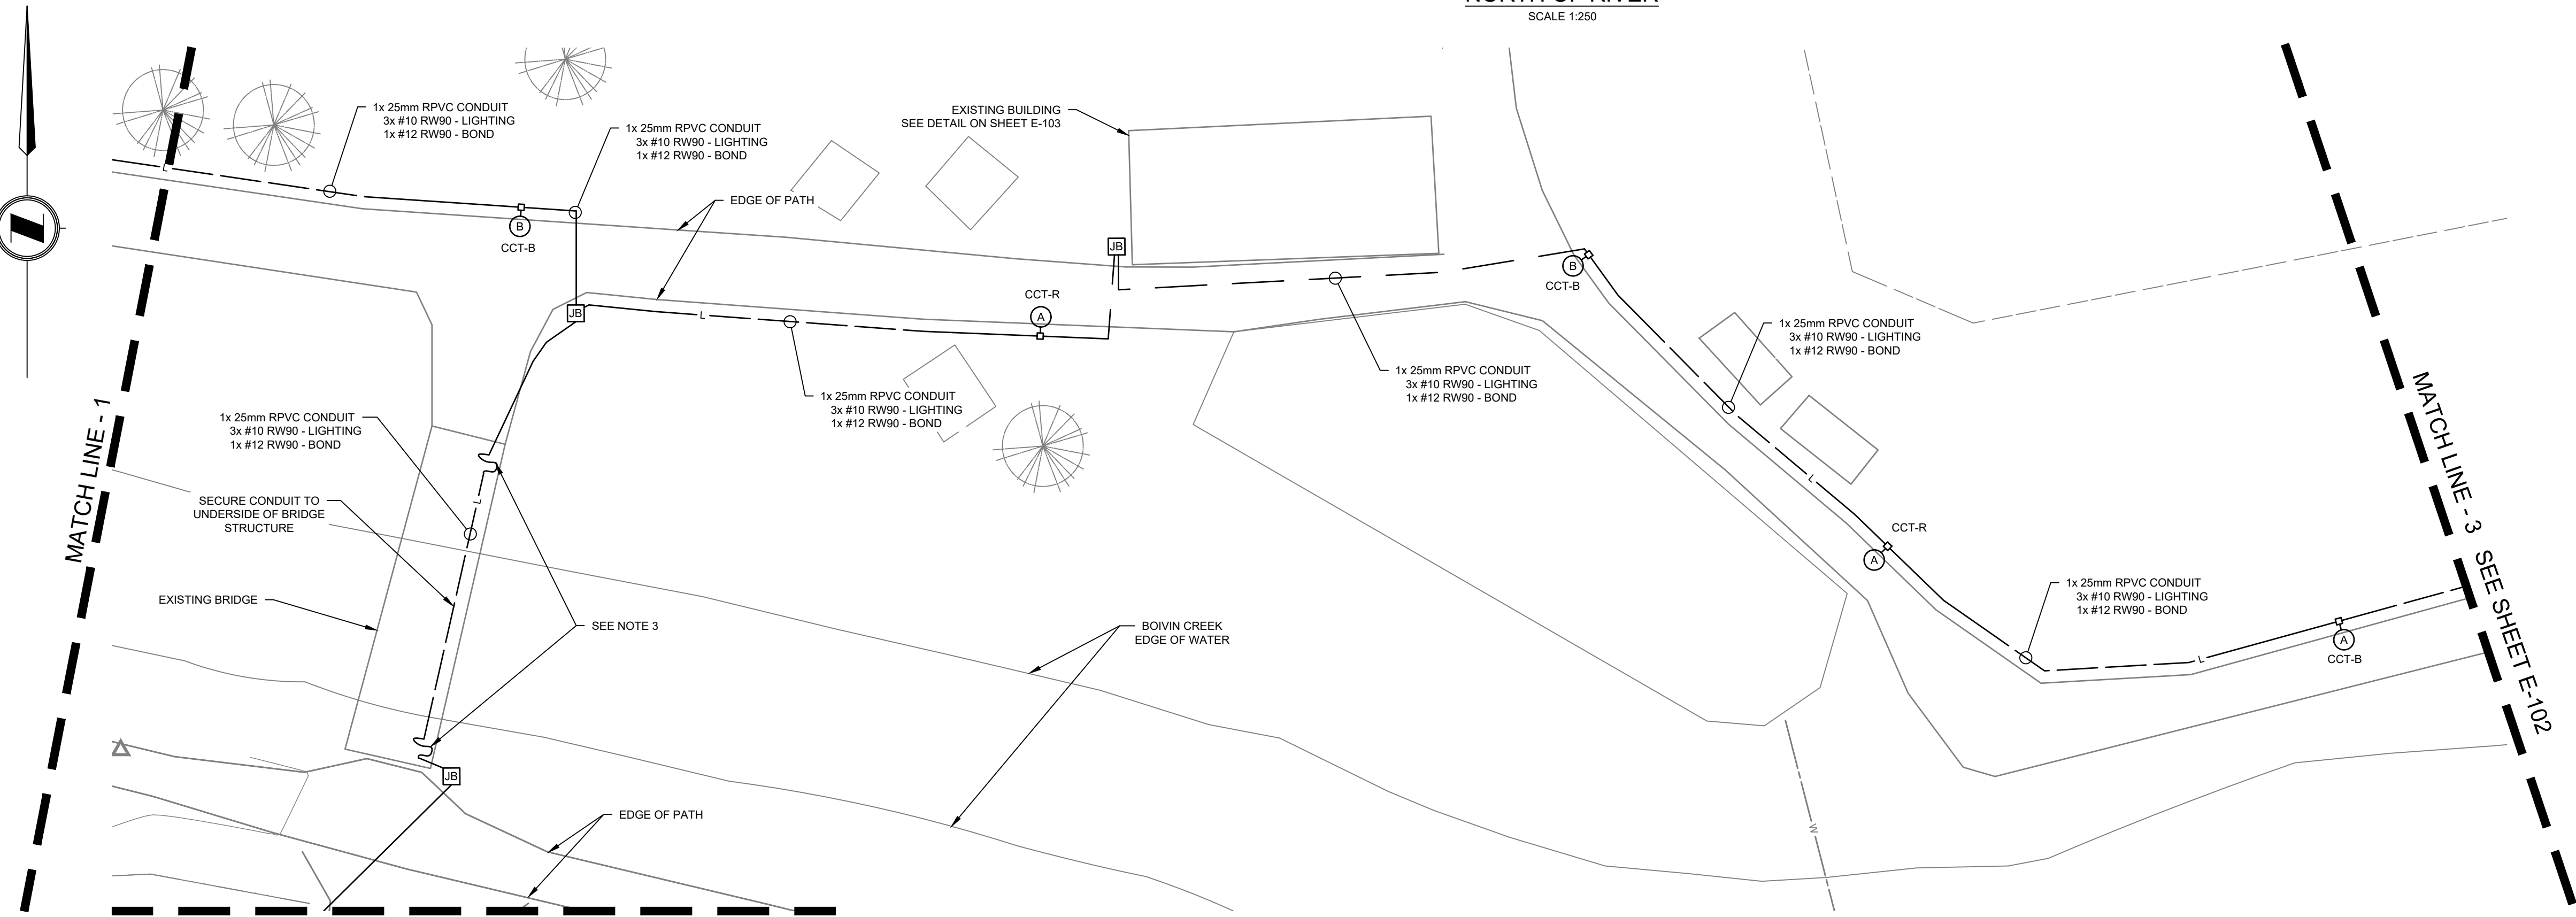 NORTH OF RIVER
SCALE 1:250
1x 25mm RPVC CONDUIT
3x #10 RW90 - LIGHTING
1x #12 RW90 - BOND
1x 25mm RPVC CONDUIT
3x #10 RW90 - LIGHTING
1x #12 RW90 - BOND
EXISTING BUILDING
SEE DETAIL ON SHEET E-103
L
EDGE OF PATH
B
CCT-B
JB
B
CCT-B
CCT-R
A
JB
L
1x 25mm RPVC CONDUIT
3x #10 RW90 - LIGHTING
1x #12 RW90 - BOND
1x 25mm RPVC CONDUIT
3x #10 RW90 - LIGHTING
1x #12 RW90 - BOND
1x 25mm RPVC CONDUIT
3x #10 RW90 - LIGHTING
1x #12 RW90 - BOND
1x 25mm RPVC CONDUIT
3x #10 RW90 - LIGHTING
1x #12 RW90 - BOND
MATCH LINE - 1
MATCH LINE - 3 SEE SHEET E-102
L
L
SECURE CONDUIT TO
UNDERSIDE OF BRIDGE
STRUCTURE
CCT-R
A
EXISTING BRIDGE
SEE NOTE 3
BOIVIN CREEK
EDGE OF WATER
1x 25mm RPVC CONDUIT
3x #10 RW90 - LIGHTING
1x #12 RW90 - BOND
L
A
CCT-B
JB
EDGE OF PATH
W